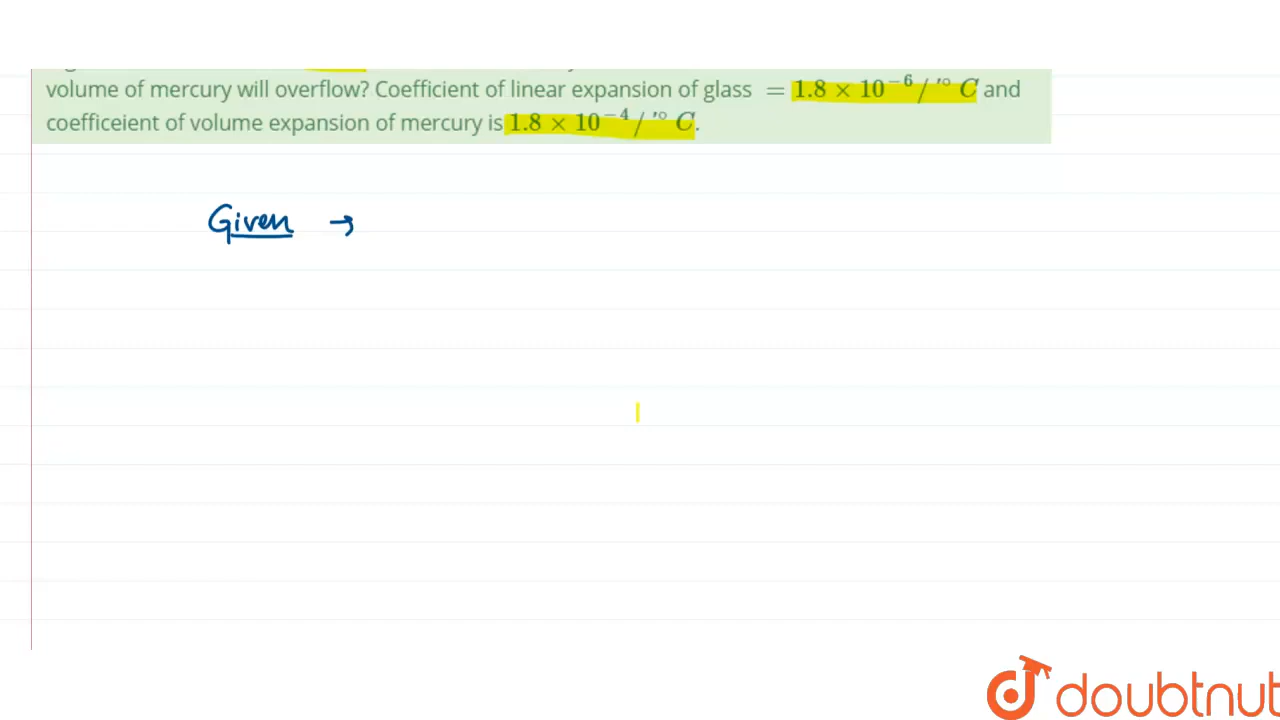 volume of mercury will overflow? Coefficient of linear expansion of glass = 1.8 × 10⁻⁶ / ′° C and
coefficeient of volume expansion of mercury is 1.8 × 10⁻⁴ / ′° C.
Given →
doubtnut